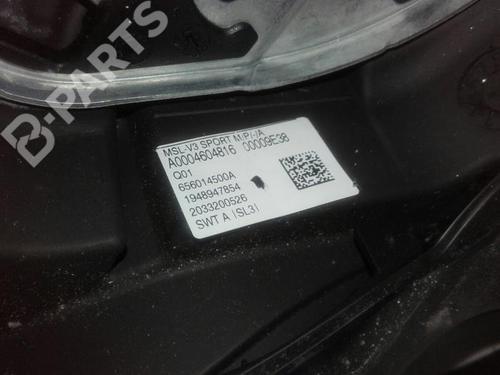 B-PARTS
MSL-V3 SPORT M/P/-/A
A0004604816 00009E38
Q01
656014500A
1948947854
2033200526
SWT A |SL3|